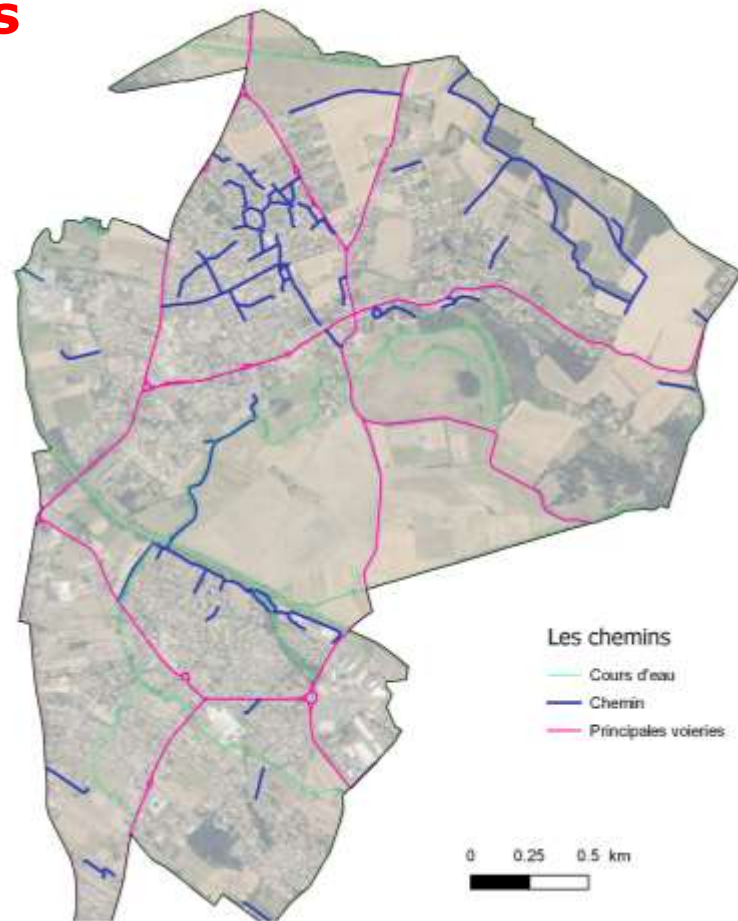 s
Les chemins
Cours d'eau
Chemin
Principales voieries
0 0.25 0.5 km